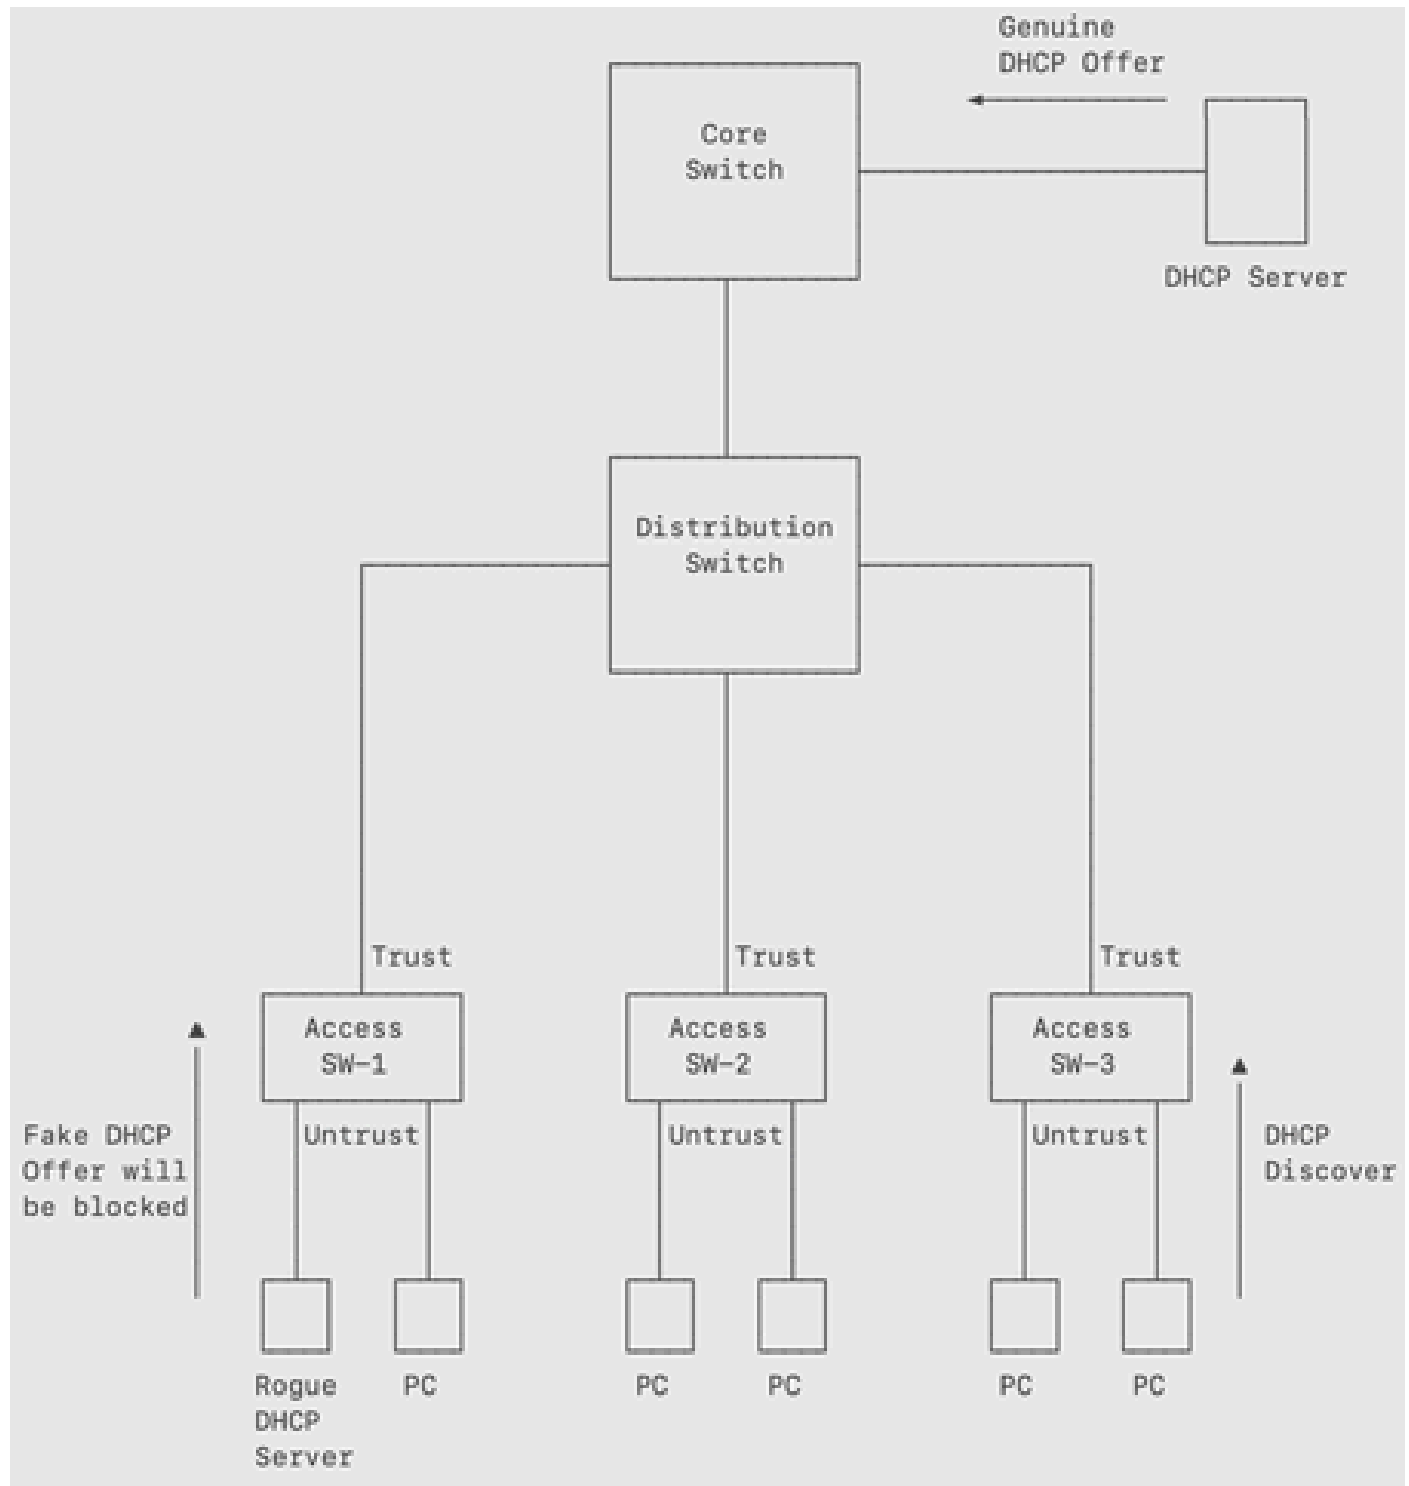 Genuine
DHCP Offer
Core
Switch
DHCP Server
Distribution
Switch
Trust
Trust
Trust
Access
SW-1
Access
SW-2
Access
SW-3
Fake DHCP
Offer will
be blocked
Untrust
Untrust
Untrust
DHCP
Discover
Rogue
DHCP
Server
PC
PC
PC
PC
PC